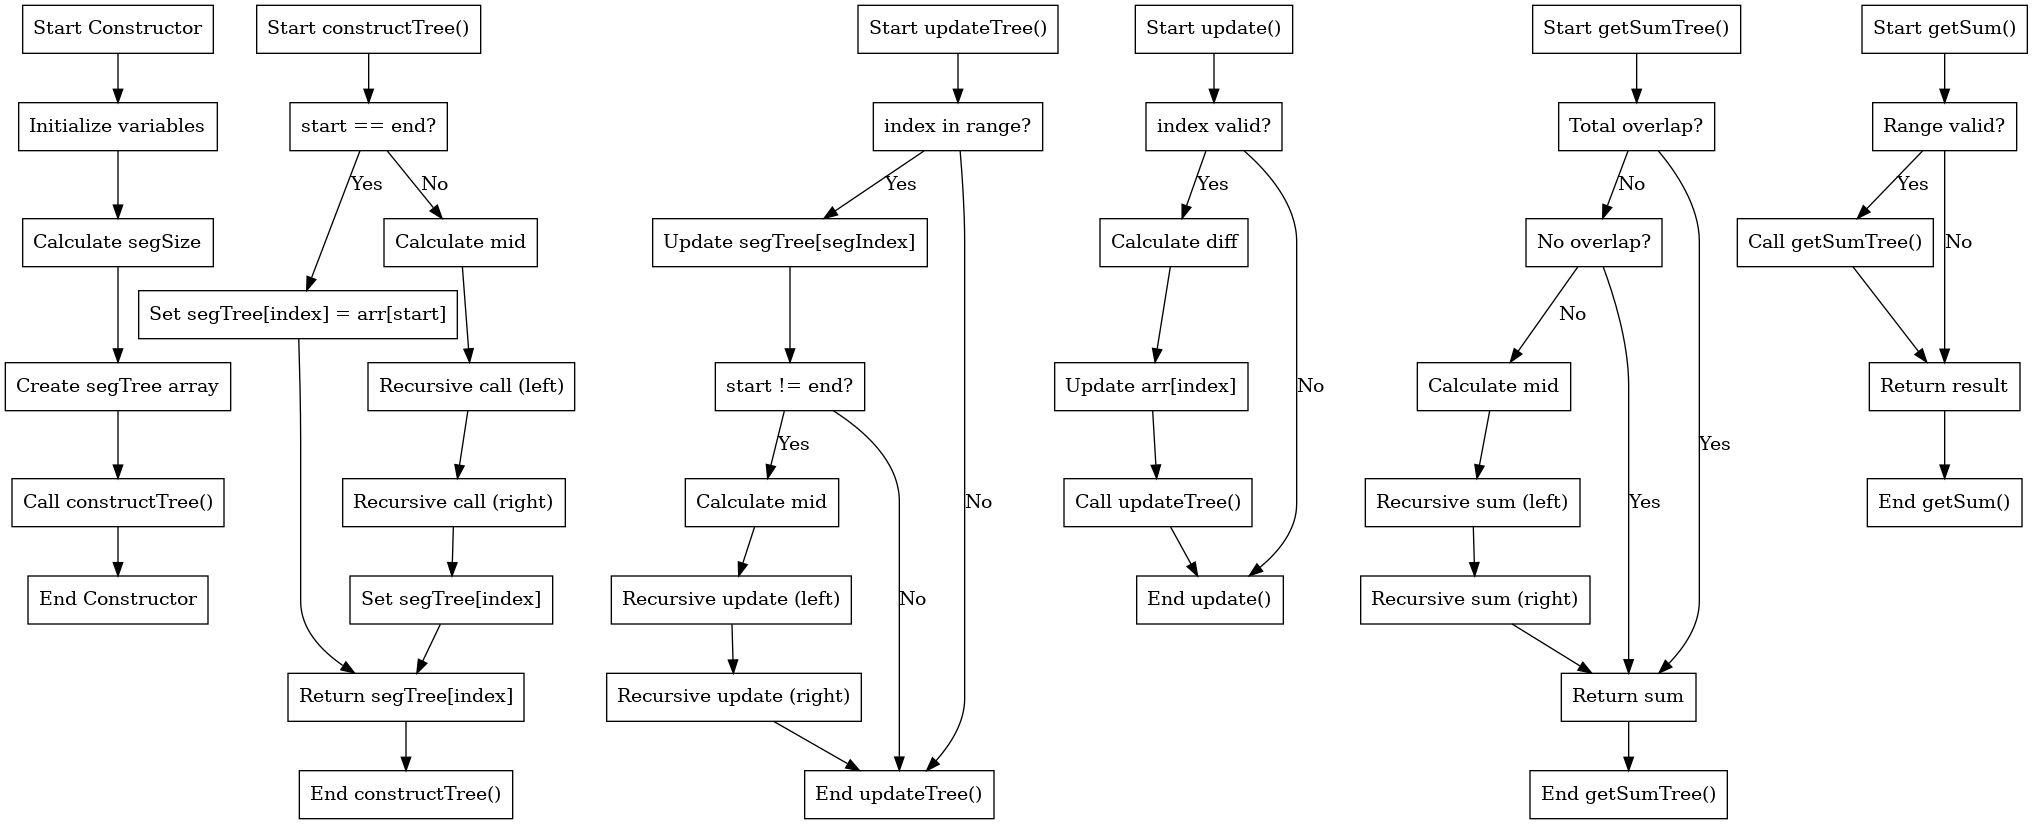 Start Constructor
Initialize variables
Calculate segSize
Create segTree array
Call constructTree()
End Constructor
Start constructTree()
start == end?
Yes
No
Calculate mid
Set segTree[index] = arr[start]
Recursive call (left)
Recursive call (right)
Set segTree[index]
Return segTree[index]
End constructTree()
Start updateTree()
index in range?
Yes
Update segTree[segIndex]
start != end?
Yes
No
Calculate mid
No
Recursive update (left)
Recursive update (right)
End updateTree()
Start update()
index valid?
Yes
Calculate diff
Update arr[index]
No
Call updateTree()
End update()
Start getSumTree()
Total overlap?
No
No overlap?
No
Calculate mid
Yes
Recursive sum (left)
Yes
Recursive sum (right)
Return sum
End getSumTree()
Start getSum()
Range valid?
Yes
Call getSumTree()
No
Return result
End getSum()